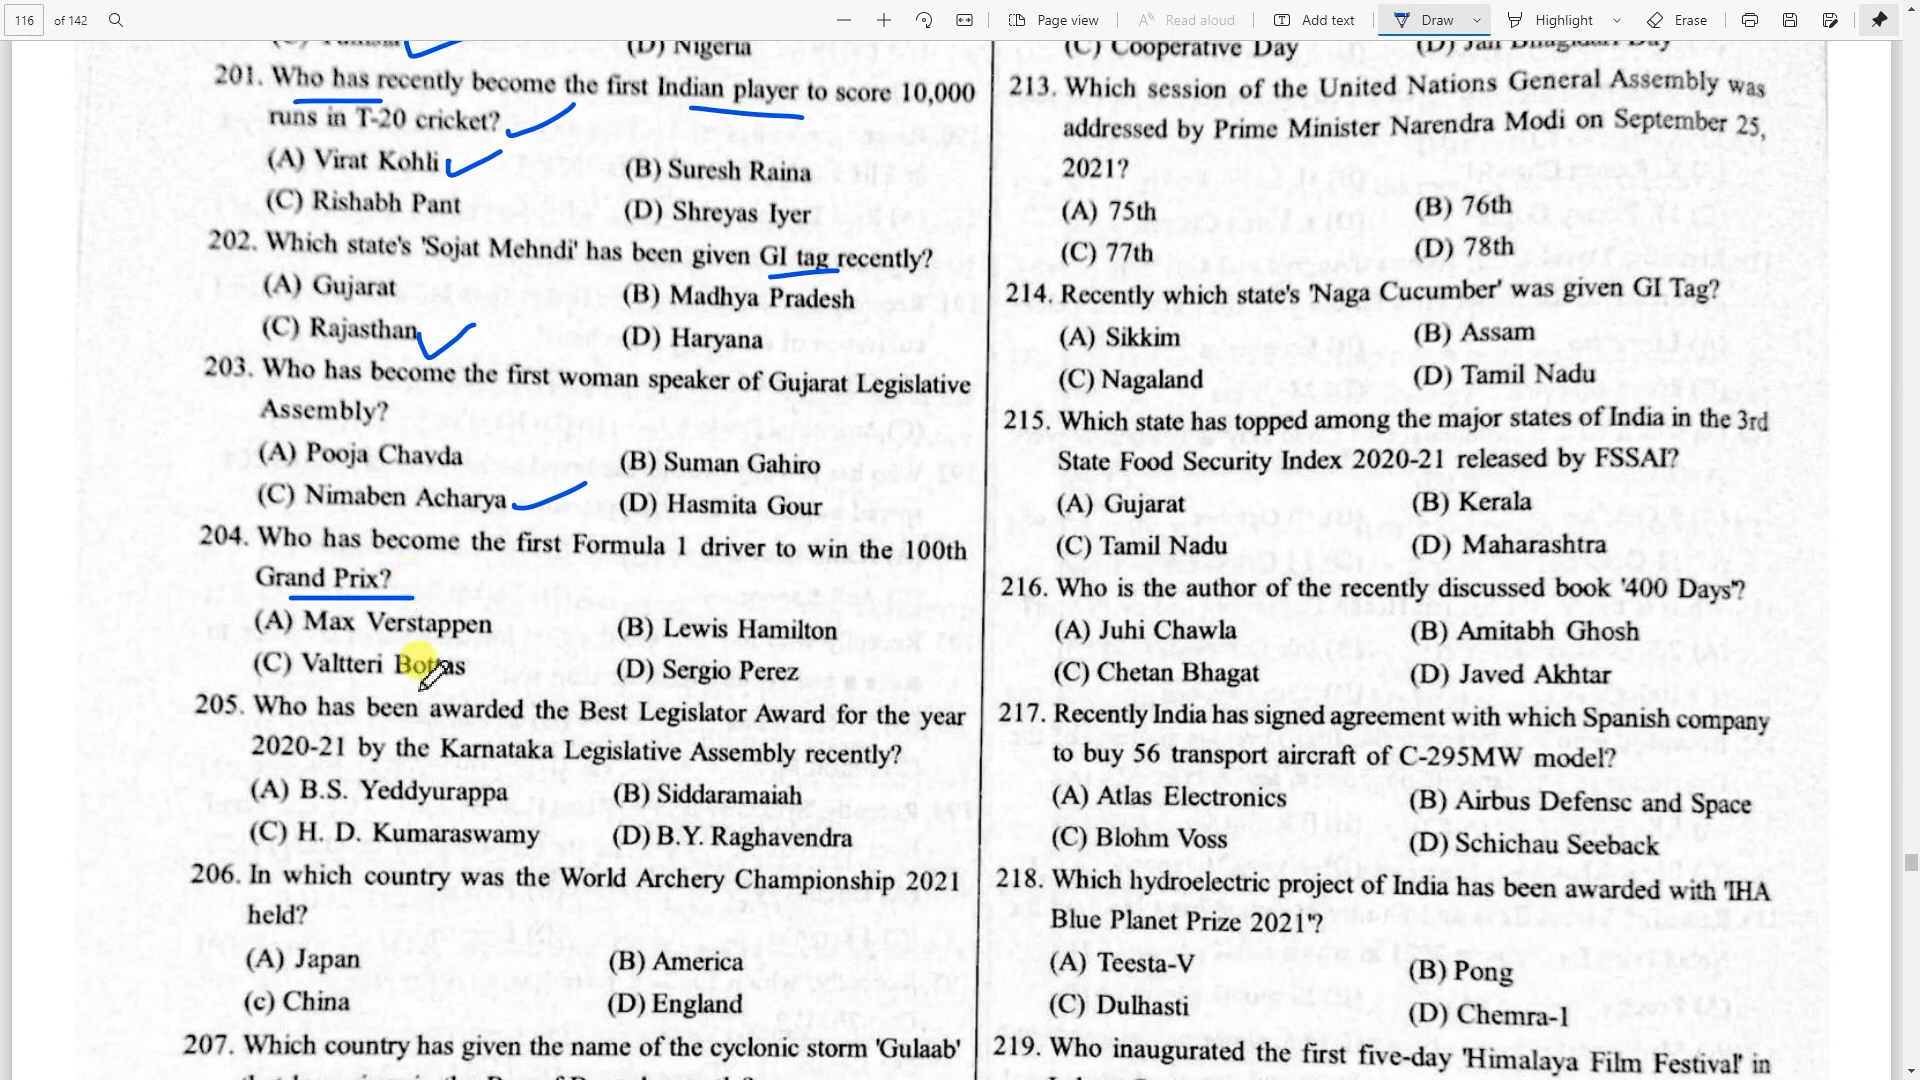 116 of 142
Page view
Read aloud
Add text
Draw
Highlight
Erase
(D) Nigeria
201. Who has recently become the first Indian player to score 10,000
runs in T-20 cricket?
(A) Virat Kohli
(B) Suresh Raina
(C) Rishabh Pant
(D) Shreyas Iyer
202. Which state's 'Sojat Mehndi' has been given GI tag recently?
(A) Gujarat
(B) Madhya Pradesh
(C) Rajasthan
(D) Haryana
203. Who has become the first woman speaker of Gujarat Legislative
Assembly?
(A) Pooja Chavda
(B) Suman Gahiro
(C) Nimaben Acharya
(D) Hasmita Gour
204. Who has become the first Formula 1 driver to win the 100th
Grand Prix?
(A) Max Verstappen
(B) Lewis Hamilton
(C) Valtteri Bottas
(D) Sergio Perez
205. Who has been awarded the Best Legislator Award for the year
2020-21 by the Karnataka Legislative Assembly recently?
(A) B.S. Yeddyurappa
(B) Siddaramaiah
(C) H. D. Kumaraswamy
(D) B.Y. Raghavendra
206. In which country was the World Archery Championship 2021
held?
(A) Japan
(B) America
(c) China
(D) England
207. Which country has given the name of the cyclonic storm 'Gulaab'
(C) Cooperative Day
(D) Jan Bhagidari Day
213. Which session of the United Nations General Assembly was
addressed by Prime Minister Narendra Modi on September 25,
2021?
(A) 75th
(B) 76th
(C) 77th
(D) 78th
214. Recently which state's 'Naga Cucumber' was given GI Tag?
(A) Sikkim
(B) Assam
(C) Nagaland
(D) Tamil Nadu
215. Which state has topped among the major states of India in the 3rd
State Food Security Index 2020-21 released by FSSAI?
(A) Gujarat
(B) Kerala
(C) Tamil Nadu
(D) Maharashtra
216. Who is the author of the recently discussed book '400 Days'?
(A) Juhi Chawla
(B) Amitabh Ghosh
(C) Chetan Bhagat
(D) Javed Akhtar
217. Recently India has signed agreement with which Spanish company
to buy 56 transport aircraft of C-295MW model?
(A) Atlas Electronics
(B) Airbus Defense and Space
(C) Blohm Voss
(D) Schichau Seeback
218. Which hydroelectric project of India has been awarded with 'IHA
Blue Planet Prize 2021'?
(A) Teesta-V
(B) Pong
(C) Dulhasti
(D) Chemra-1
219. Who inaugurated the first five-day 'Himalaya Film Festival' in